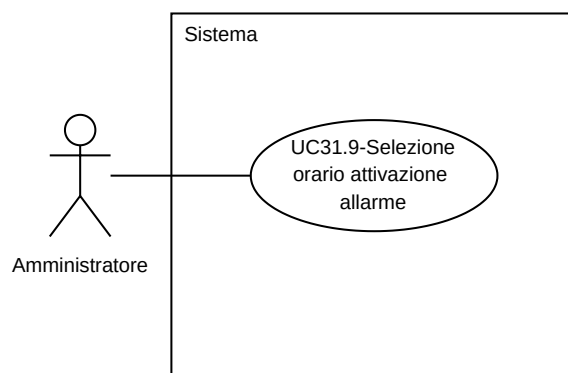 Sistema
UC31.9-Selezione
orario attivazione
allarme
Amministratore